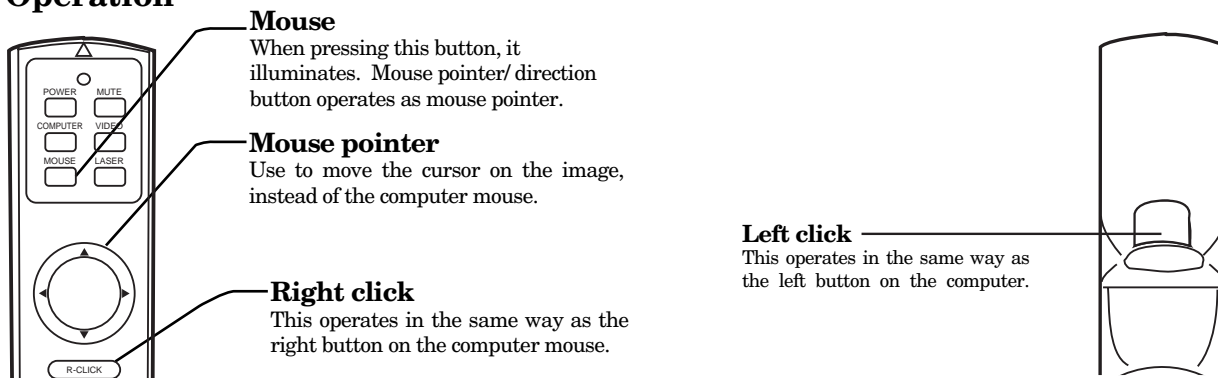 Operation
Mouse
When pressing this button, it
illuminates. Mouse pointer/ direction
button operates as mouse pointer.
Mouse pointer
Use to move the cursor on the image,
instead of the computer mouse.
Right click
This operates in the same way as the
right button on the computer mouse.
POWER MUTE
COMPUTER VIDEO
MOUSE LASER
R-CLICK
Left click
This operates in the same way as
the left button on the computer.